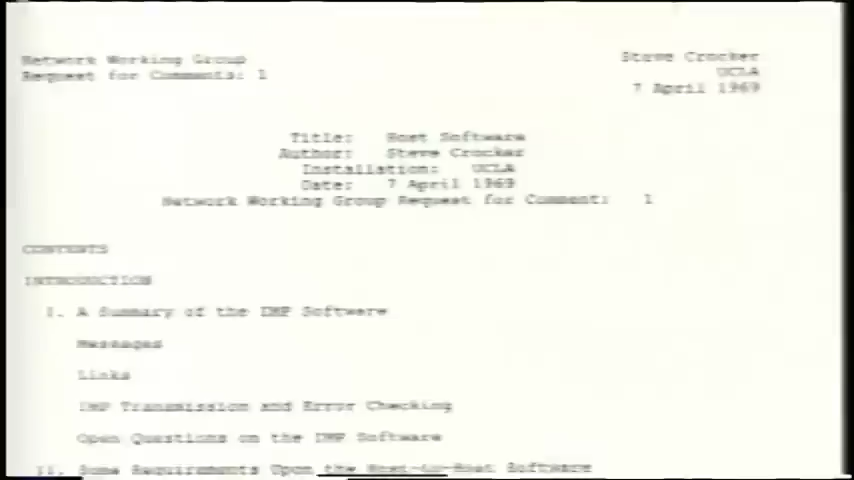 Network Working Group Steve Crocker
Request for Comments: 1 UCLA
7 April 1969
Title: Host Software
Author: Steve Crocker
Installation: UCLA
Date: 7 April 1969
Network Working Group Request for Comment: 1
CONTENTS
INTRODUCTION
I. A Summary of the IMP Software
Messages
Links
IMP Transmission and Error Checking
Open Questions on the IMP Software
II. Some Requirements Upon the Host-to-Host Software